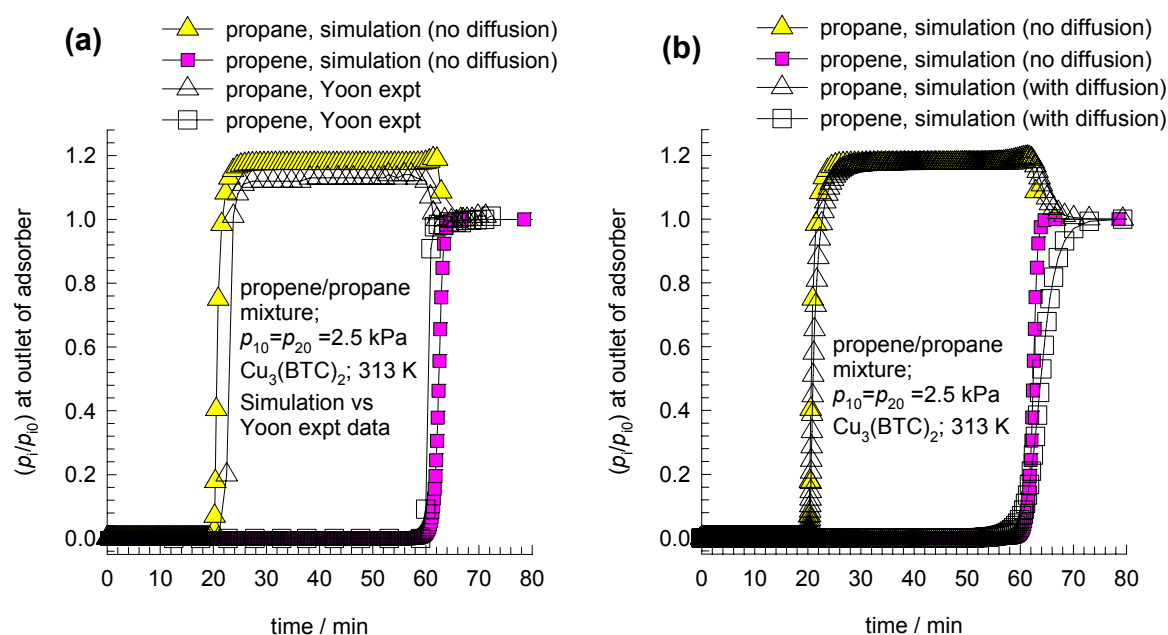 (a)
propane, simulation (no diffusion)
propene, simulation (no diffusion)
propane, Yoon expt
propene, Yoon expt
(p_i/p_i0) at outlet of adsorber
1.2
1.0
0.8
0.6
0.4
0.2
0.0
propene/propane
mixture;
p_10=p_20 =2.5 kPa
Cu_3(BTC)_2; 313 K
Simulation vs
Yoon expt data
0 10 20 30 40 50 60 70 80
time / min
(b)
propane, simulation (no diffusion)
propene, simulation (no diffusion)
propane, simulation (with diffusion)
propene, simulation (with diffusion)
(p_i/p_i0) at outlet of adsorber
1.2
1.0
0.8
0.6
0.4
0.2
0.0
propene/propane
mixture;
p_10=p_20 =2.5 kPa
Cu_3(BTC)_2; 313 K
0 10 20 30 40 50 60 70 80
time / min